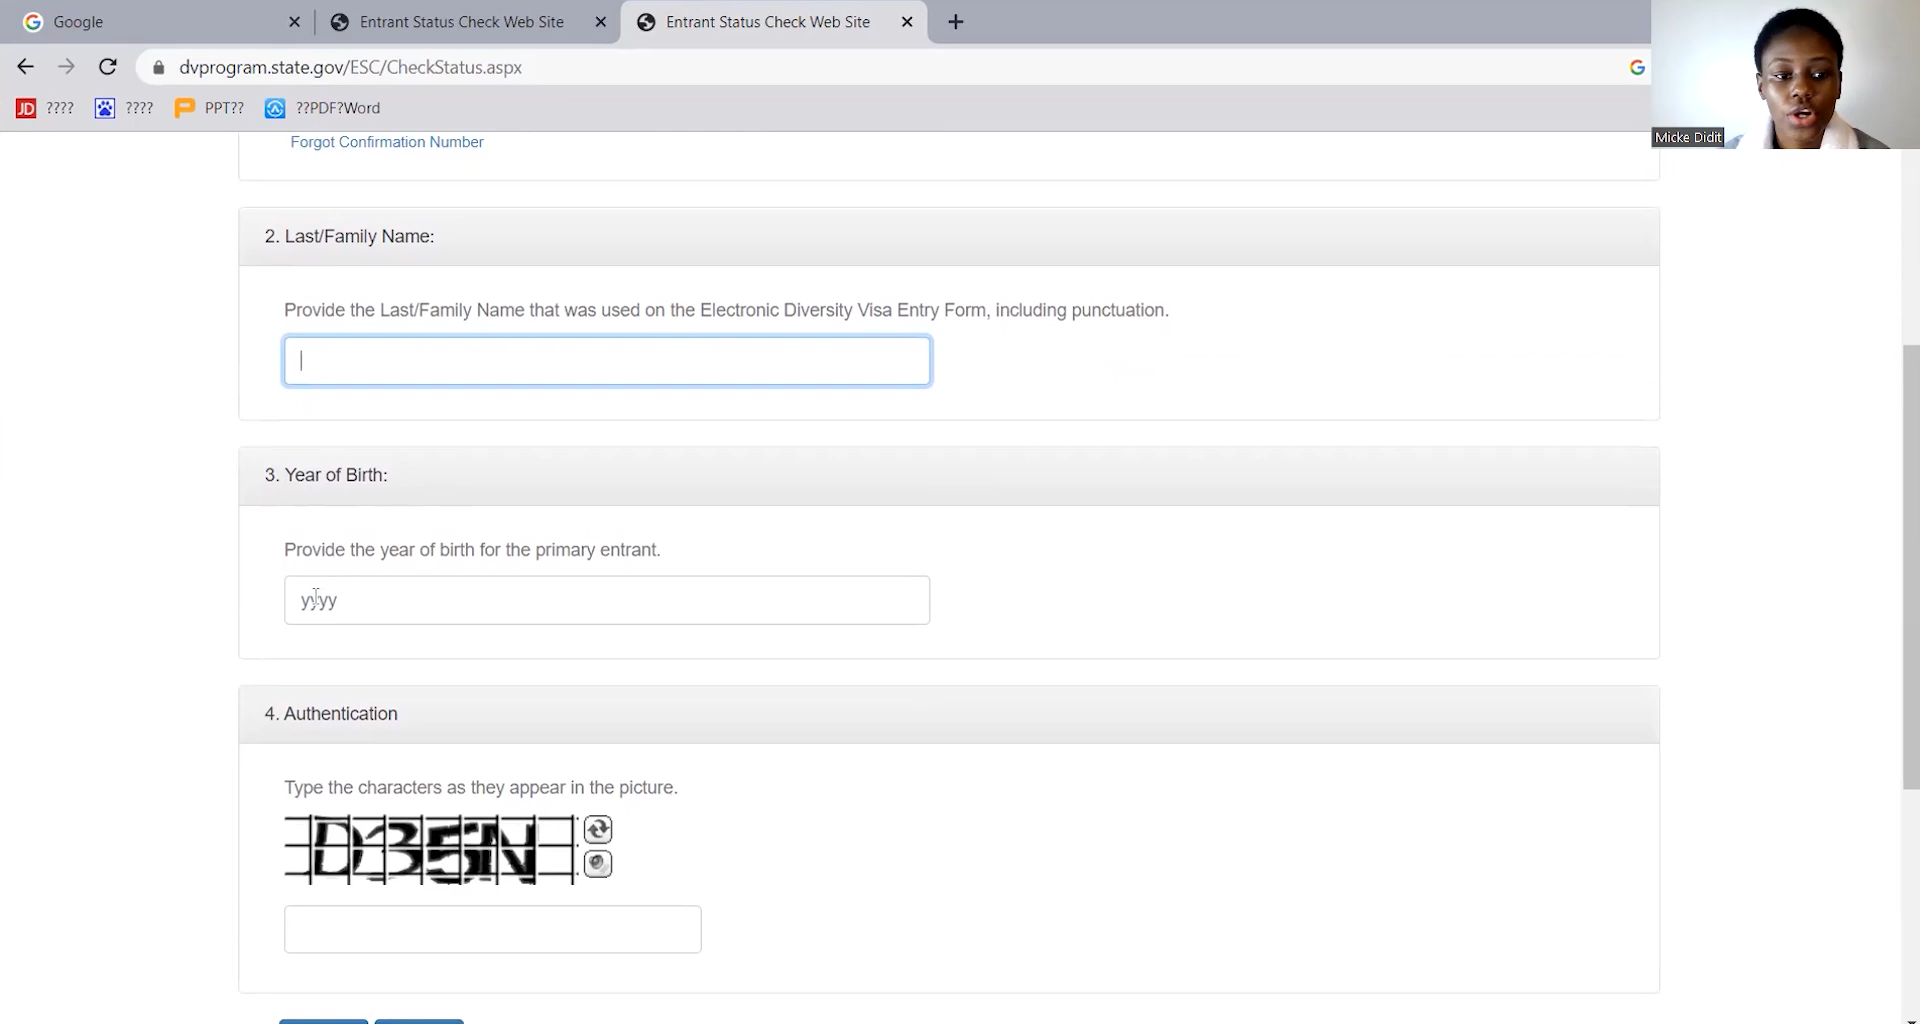 Google
Entrant Status Check Web Site
Entrant Status Check Web Site
dvprogram.state.gov/ESC/CheckStatus.aspx
JD ????
????
P PPT??
??PDF?Word
Micke Didit
Forgot Confirmation Number
2. Last/Family Name:
Provide the Last/Family Name that was used on the Electronic Diversity Visa Entry Form, including punctuation.
3. Year of Birth:
Provide the year of birth for the primary entrant.
yyyy
4. Authentication
Type the characters as they appear in the picture.
D35N